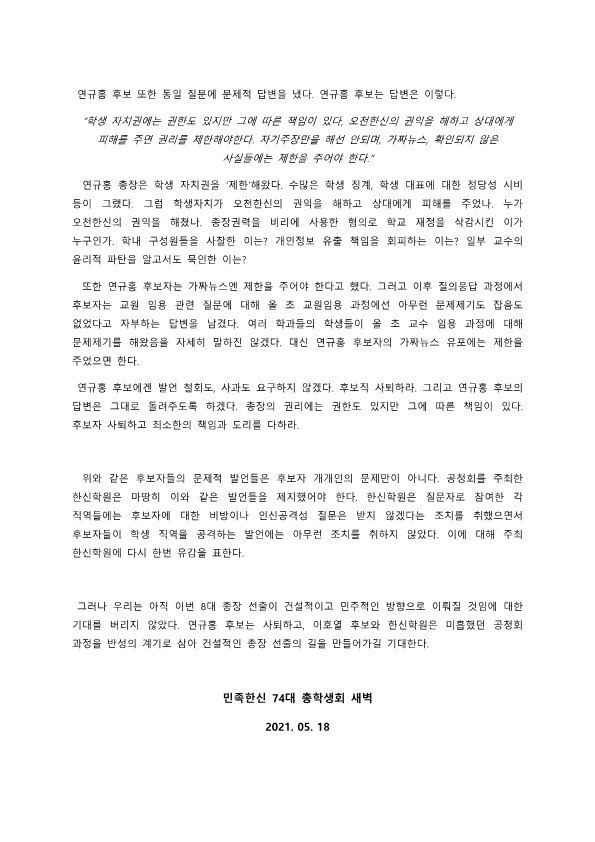 연규홍 후보 또한 동일 질문에 문제적 답변을 냈다. 연규홍 후보는 답변은 이렇다.
"학생 자치권에는 권한도 있지만 그에 따른 책임이 있다, 오천한신의 권익을 해하고 상대에게
피해를 주면 권리를 제한해야한다. 자기주장만을 해선 안되며, 가짜뉴스, 확인되지 않은
사실들에는 제한을 주어야 한다."
연규홍 총장은 학생 자치권을 '제한'해왔다. 수많은 학생 징계, 학생 대표에 대한 정당성 시비
등이 그랬다. 그럼 학생자치가 오천한신의 권익을 해하고 상대에게 피해를 주었나. 누가
오천한신의 권익을 해쳤나. 총장권력을 비리에 사용한 혐의로 학교 재정을 삭감시킨 이가
누구인가. 학내 구성원들을 사찰한 이는? 개인정보 유출 책임을 회피하는 이는? 일부 교수의
윤리적 파탄을 알고서도 묵인한 이는?
또한 연규홍 후보자는 가짜뉴스엔 제한을 주어야 한다고 했다. 그러고 이후 질의응답 과정에서
후보자는 교원 임용 관련 질문에 대해 올 초 교원임용 과정에선 아무런 문제제기도 잡음도
없었다고 자부하는 답변을 남겼다. 여러 학과들의 학생들이 올 초 교수 임용 과정에 대해
문제제기를 해왔음을 자세히 말하진 않겠다. 대신 연규홍 후보자의 가짜뉴스 유포에는 제한을
주었으면 한다.
연규홍 후보에겐 발언 철회도, 사과도 요구하지 않겠다. 후보직 사퇴하라. 그리고 연규홍 후보의
답변은 그대로 돌려주도록 하겠다. 총장의 권리에는 권한도 있지만 그에 따른 책임이 있다.
후보자 사퇴하고 최소한의 책임과 도리를 다하라.
위와 같은 후보자들의 문제적 발언들은 후보자 개개인의 문제만이 아니다. 공청회를 주최한
한신학원은 마땅히 이와 같은 발언들을 제지했어야 한다. 한신학원은 질문자로 참여한 각
직역들에는 후보자에 대한 비방이나 인신공격성 질문은 받지 않겠다는 조치를 취했으면서
후보자들이 학생 직역을 공격하는 발언에는 아무런 조치를 취하지 않았다. 이에 대해 주최
한신학원에 다시 한번 유감을 표한다.
그러나 우리는 아직 이번 8대 총장 선출이 건설적이고 민주적인 방향으로 이뤄질 것임에 대한
기대를 버리지 않았다. 연규홍 후보는 사퇴하고, 이호열 후보와 한신학원은 미흡했던 공청회
과정을 반성의 계기로 삼아 건설적인 총장 선출의 길을 만들어가길 기대한다.
민족한신 74대 총학생회 새벽
2021. 05. 18